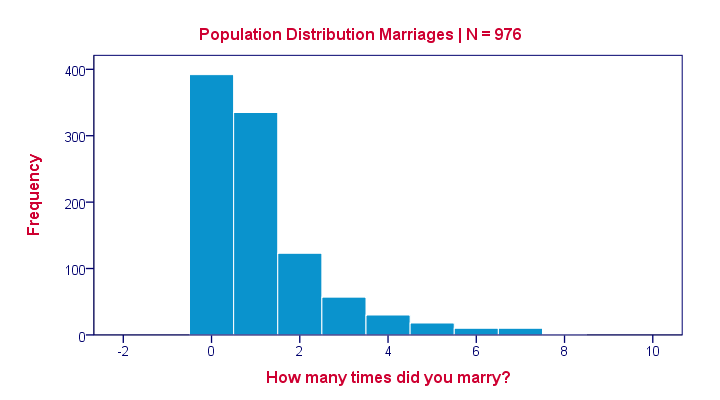 Population Distribution Marriages | N = 976
Frequency
400
300
200
100
0
-2 0 2 4 6 8 10
How many times did you marry?